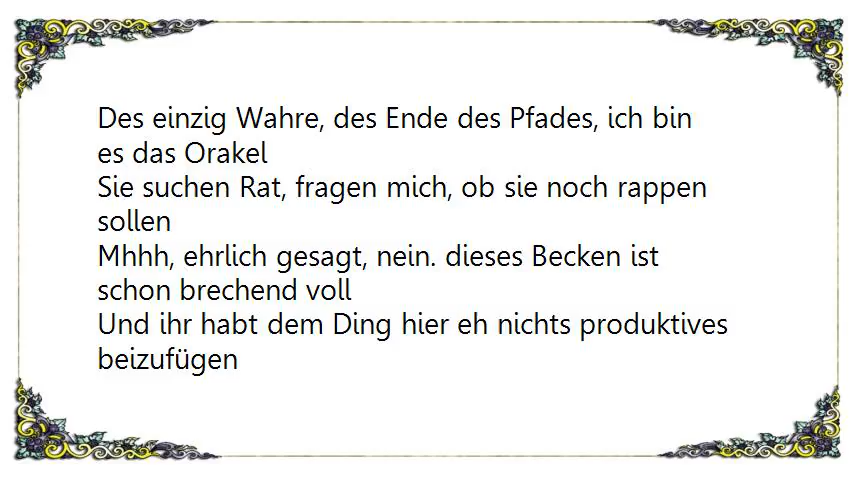 Des einzig Wahre, des Ende des Pfades, ich bin
es das Orakel
Sie suchen Rat, fragen mich, ob sie noch rappen
sollen
Mhhh, ehrlich gesagt, nein. dieses Becken ist
schon brechend voll
Und ihr habt dem Ding hier eh nichts produktives
beizufügen